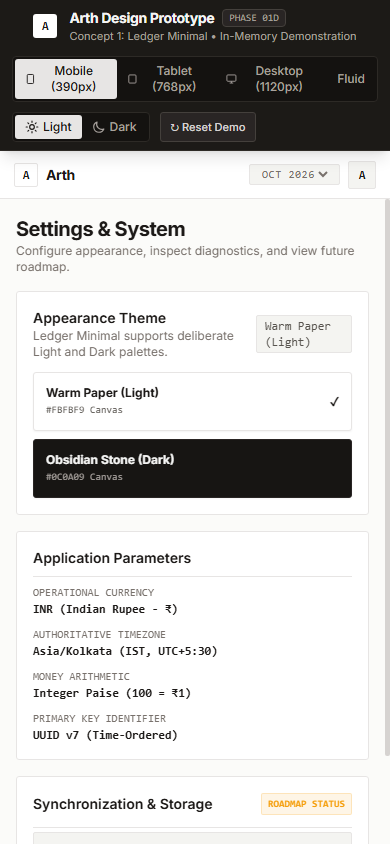 A
Arth Design Prototype
PHASE 01D
Concept 1: Ledger Minimal • In-Memory Demonstration
Mobile
(390px)
Tablet
(768px)
Desktop
(1120px)
Fluid
Light
Dark
↻ Reset Demo
A
Arth
OCT 2026
A
Settings & System
Configure appearance, inspect diagnostics, and view future
roadmap.
Appearance Theme
Ledger Minimal supports deliberate
Light and Dark palettes.
Warm Paper
(Light)
Warm Paper (Light)
#FBFBF9 Canvas
✓
Obsidian Stone (Dark)
#0C0A09 Canvas
Application Parameters
OPERATIONAL CURRENCY
INR (Indian Rupee - ₹)
AUTHORITATIVE TIMEZONE
Asia/Kolkata (IST, UTC+5:30)
MONEY ARITHMETIC
Integer Paise (100 = ₹1)
PRIMARY KEY IDENTIFIER
UUID v7 (Time-Ordered)
Synchronization & Storage
ROADMAP STATUS